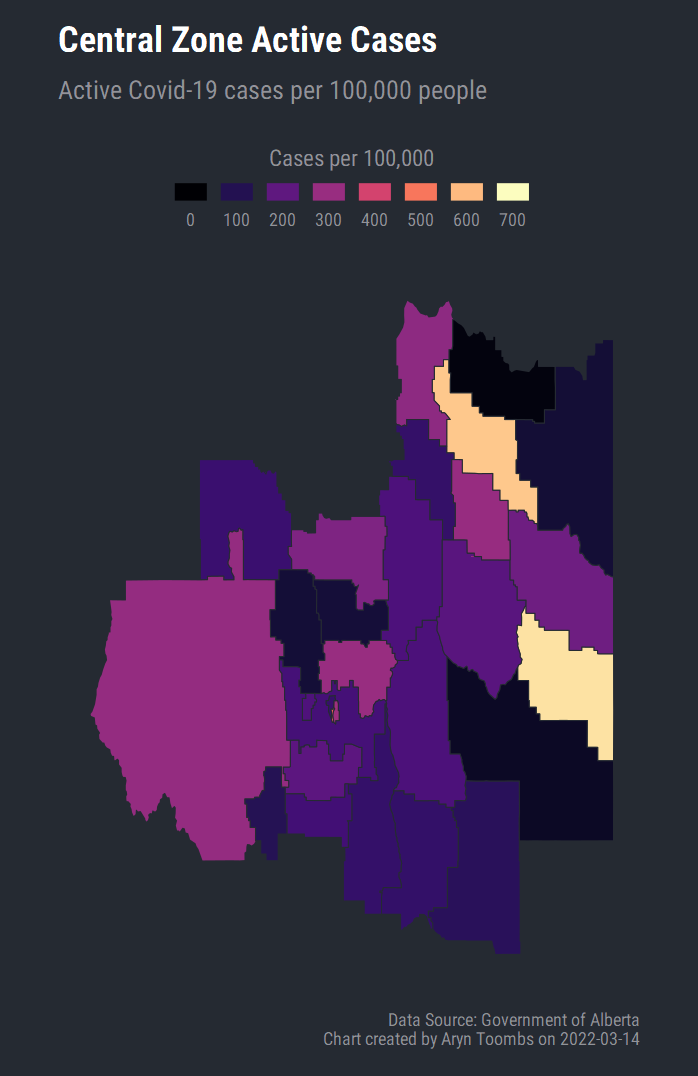 Central Zone Active Cases
Active Covid-19 cases per 100,000 people
Cases per 100,000
0 100 200 300 400 500 600 700
Data Source: Government of Alberta
Chart created by Aryn Toombs on 2022-03-14